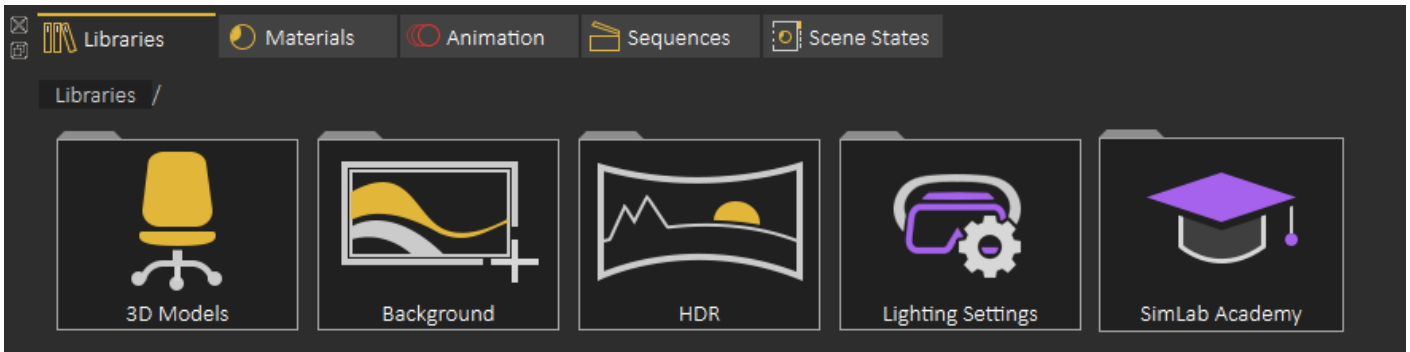 Libraries Materials Animation Sequences Scene States
Libraries /
3D Models Background HDR Lighting Settings SimLab Academy